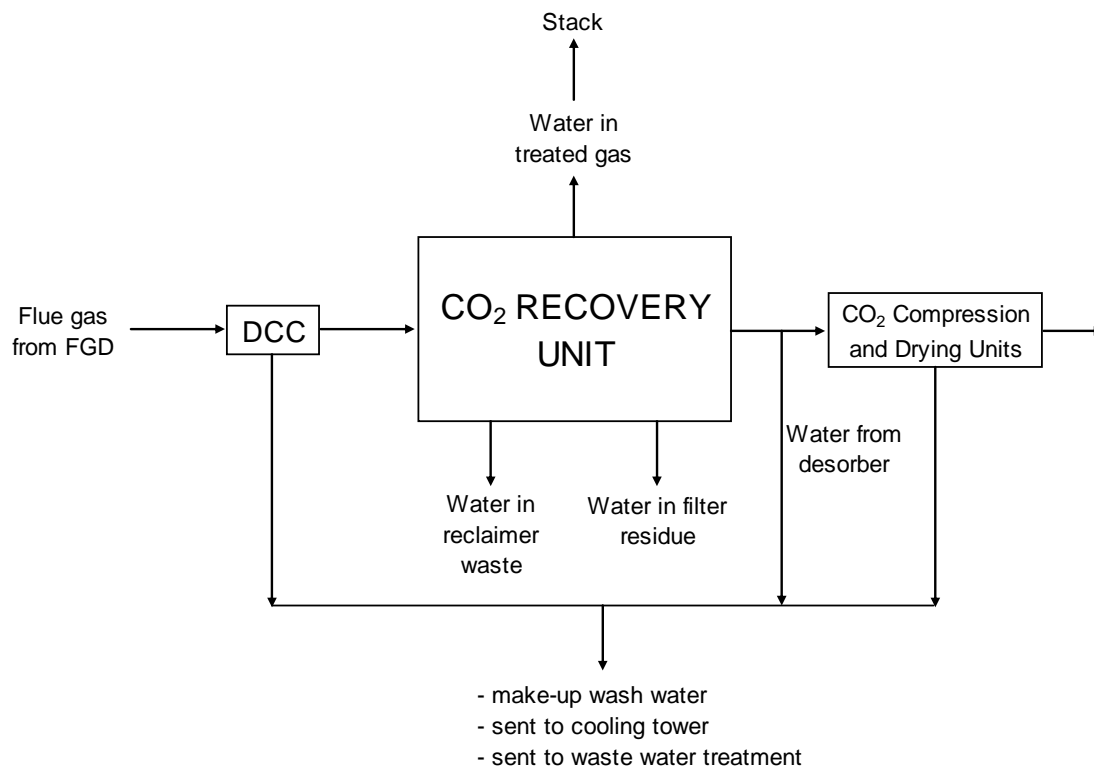 Stack
Water in
treated gas
Flue gas
from FGD
DCC
CO₂ RECOVERY
UNIT
CO₂ Compression
and Drying Units
Water from
desorber
Water in
reclaimer
waste
Water in filter
residue
- make-up wash water
- sent to cooling tower
- sent to waste water treatment